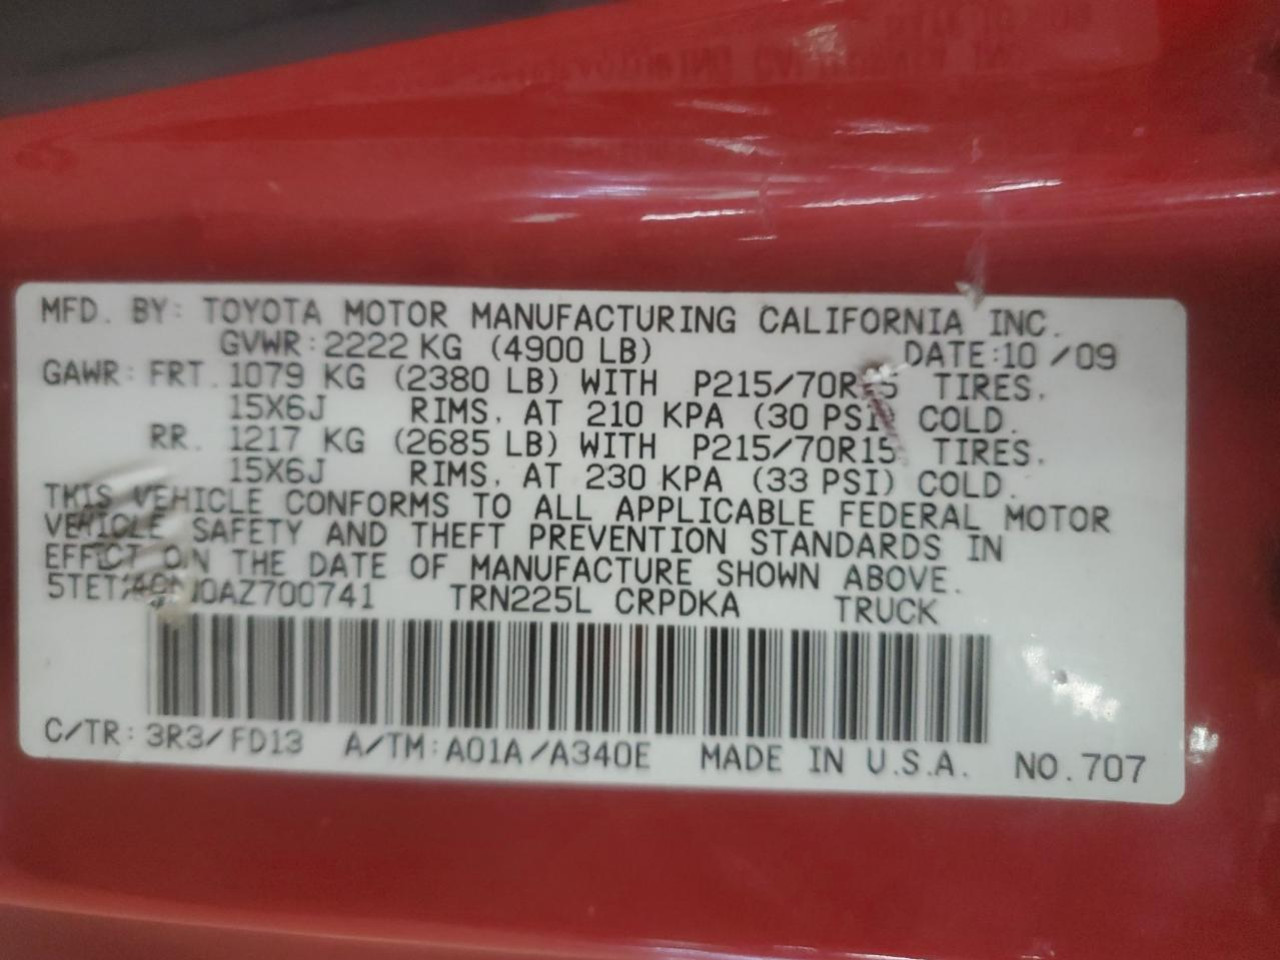 MFD. BY: TOYOTA MOTOR MANUFACTURING CALIFORNIA INC.
GVWR: 2222 KG (4900 LB) DATE: 10 /09
GAWR: FRT. 1079 KG (2380 LB) WITH P215/70R15 TIRES.
15X6J RIMS, AT 210 KPA (30 PSI) COLD.
RR. 1217 KG (2685 LB) WITH P215/70R15 TIRES.
15X6J RIMS, AT 230 KPA (33 PSI) COLD.
THIS VEHICLE CONFORMS TO ALL APPLICABLE FEDERAL MOTOR
VEHICLE SAFETY AND THEFT PREVENTION STANDARDS IN
EFFECT ON THE DATE OF MANUFACTURE SHOWN ABOVE.
TRN225L CRPDKA TRUCK
C/TR: 3R3/FD13 A/TM: A01A/A340E MADE IN U.S.A. NO. 707